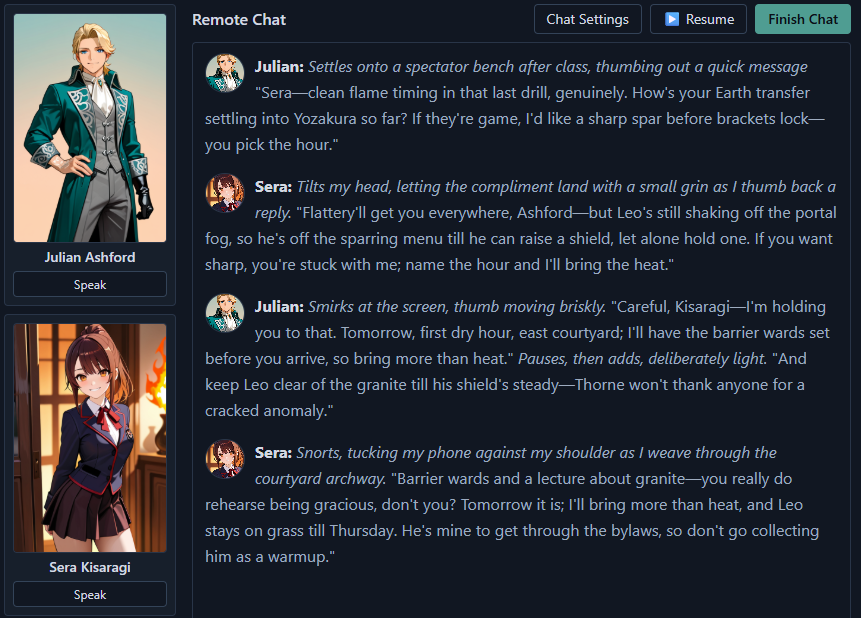 Remote Chat
Chat Settings
Resume
Finish Chat
Julian Ashford
Speak
Sera Kisaragi
Speak
Julian: Settles onto a spectator bench after class, thumbing out a quick message
"Sera—clean flame timing in that last drill, genuinely. How's your Earth transfer
settling into Yozakura so far? If they're game, I'd like a sharp spar before brackets lock—
you pick the hour."
Sera: Tilts my head, letting the compliment land with a small grin as I thumb back a
reply. "Flattery'll get you everywhere, Ashford—but Leo's still shaking off the portal
fog, so he's off the sparring menu till he can raise a shield, let alone hold one. If you want
sharp, you're stuck with me; name the hour and I'll bring the heat."
Julian: Smirks at the screen, thumb moving briskly. "Careful, Kisaragi—I'm holding
you to that. Tomorrow, first dry hour, east courtyard; I'll have the barrier wards set
before you arrive, so bring more than heat." Pauses, then adds, deliberately light. "And
keep Leo clear of the granite till his shield's steady—Thorne won't thank anyone for a
cracked anomaly."
Sera: Snorts, tucking my phone against my shoulder as I weave through the
courtyard archway. "Barrier wards and a lecture about granite—you really do
rehearse being gracious, don't you? Tomorrow it is; I'll bring more than heat, and Leo
stays on grass till Thursday. He's mine to get through the bylaws, so don't go collecting
him as a warmup."